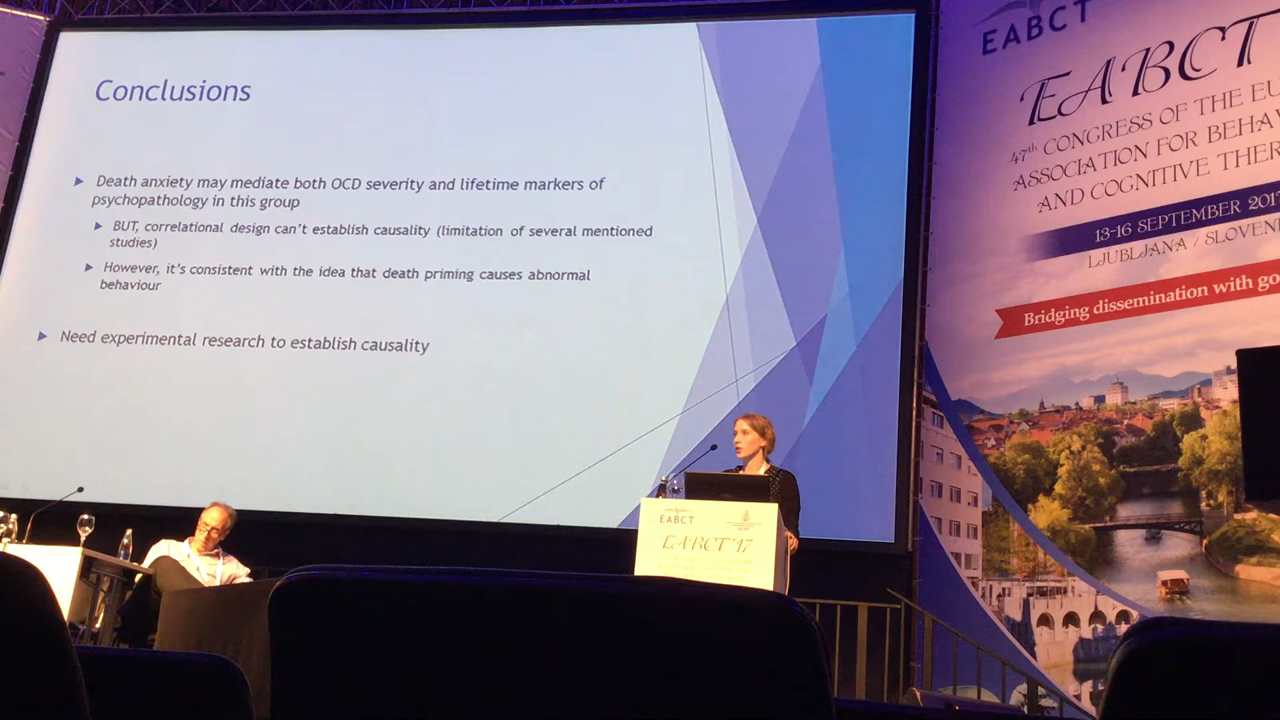 Conclusions
Death anxiety may mediate both OCD severity and lifetime markers of
psychopathology in this group
BUT, correlational design can't establish causality (limitation of several mentioned
studies)
However, it's consistent with the idea that death priming causes abnormal
behaviour
Need experimental research to establish causality
EABCT
EABCT
47th CONGRESS OF THE EU
ASSOCIATION FOR BEHAV
AND COGNITIVE THER
13-16 SEPTEMBER 2017
LJUBLJANA / SLOVENI
Bridging dissemination with go
EABCT
EABCT'17